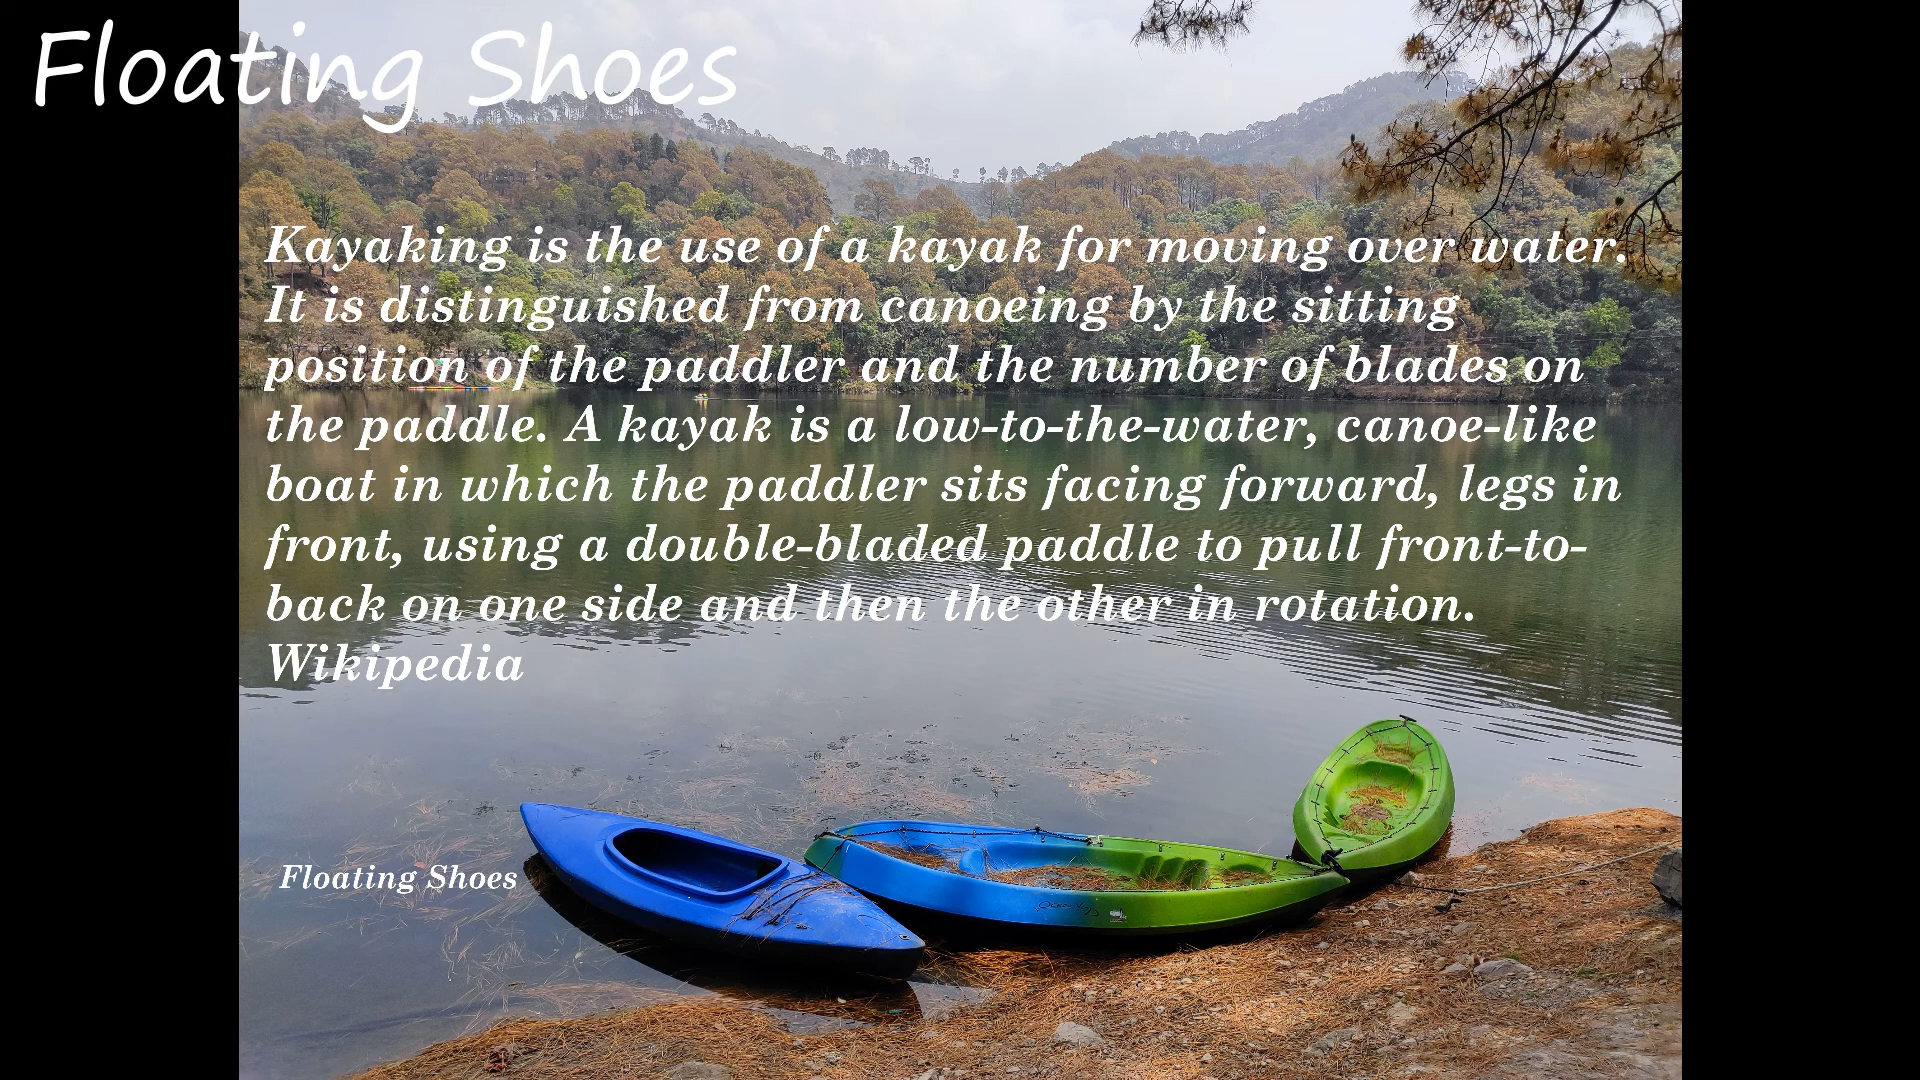 Floating Shoes
Kayaking is the use of a kayak for moving over water.
It is distinguished from canoeing by the sitting
position of the paddler and the number of blades on
the paddle. A kayak is a low-to-the-water, canoe-like
boat in which the paddler sits facing forward, legs in
front, using a double-bladed paddle to pull front-to-
back on one side and then the other in rotation.
Wikipedia
Floating Shoes